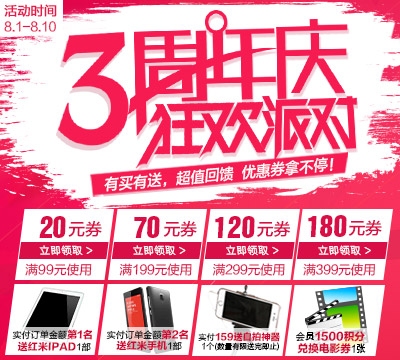 活动时间
8.1-8.10
3周年庆
狂欢派对
有买有送，超值回馈 优惠券拿不停！
20元券 70元券 120元券 180元券
立即领取 > 立即领取 > 立即领取 > 立即领取 >
满99元使用 满199元使用 满299元使用 满399元使用
实付订单金额第1名
送红米IPAD1部
实付订单金额第2名
送红米手机1部
实付159送自拍神器
1个(数量有限送完即止)
会员1500积分
兑换电影券1张